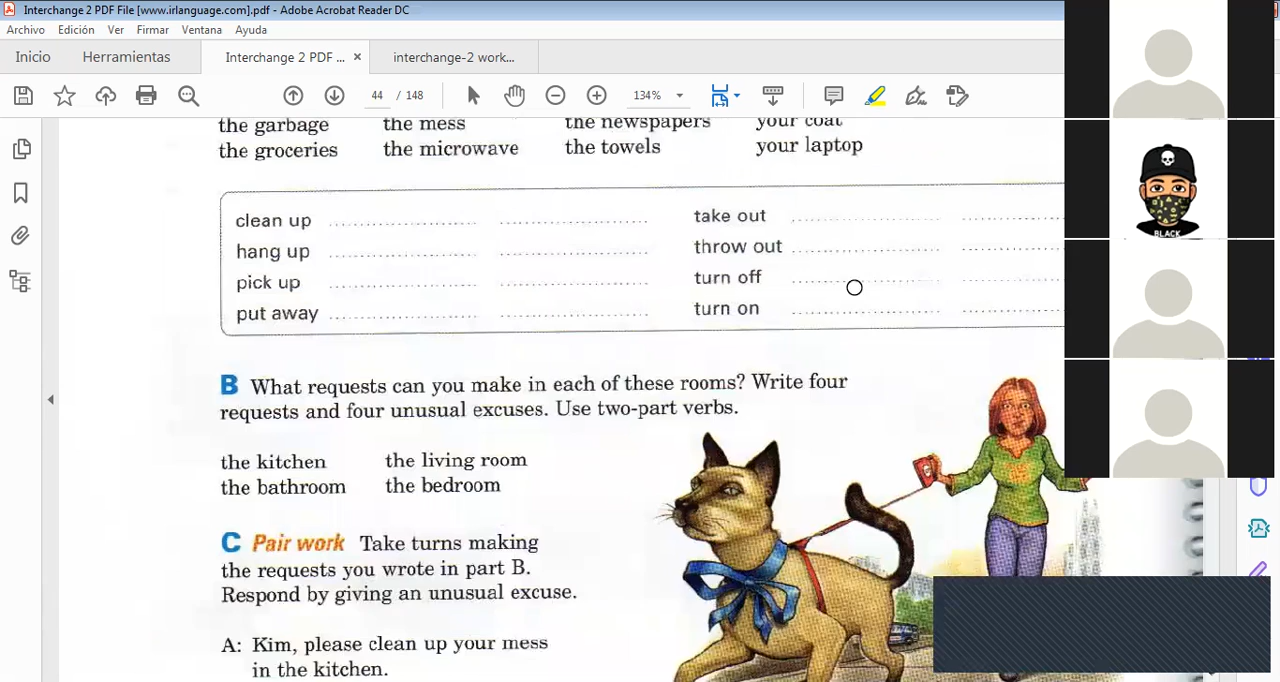 Interchange 2 PDF File [www.irlanguage.com].pdf - Adobe Acrobat Reader DC
Archivo Edición Ver Firmar Ventana Ayuda
Inicio Herramientas Interchange 2 PDF ... × interchange-2 work...
44 / 148 134%
the garbage the mess the newspapers your coat
the groceries the microwave the towels your laptop
clean up take out
hang up throw out
pick up turn off
put away turn on
B What requests can you make in each of these rooms? Write four
requests and four unusual excuses. Use two-part verbs.
the kitchen the living room
the bathroom the bedroom
C Pair work Take turns making
the requests you wrote in part B.
Respond by giving an unusual excuse.
A: Kim, please clean up your mess
in the kitchen.
BLACK